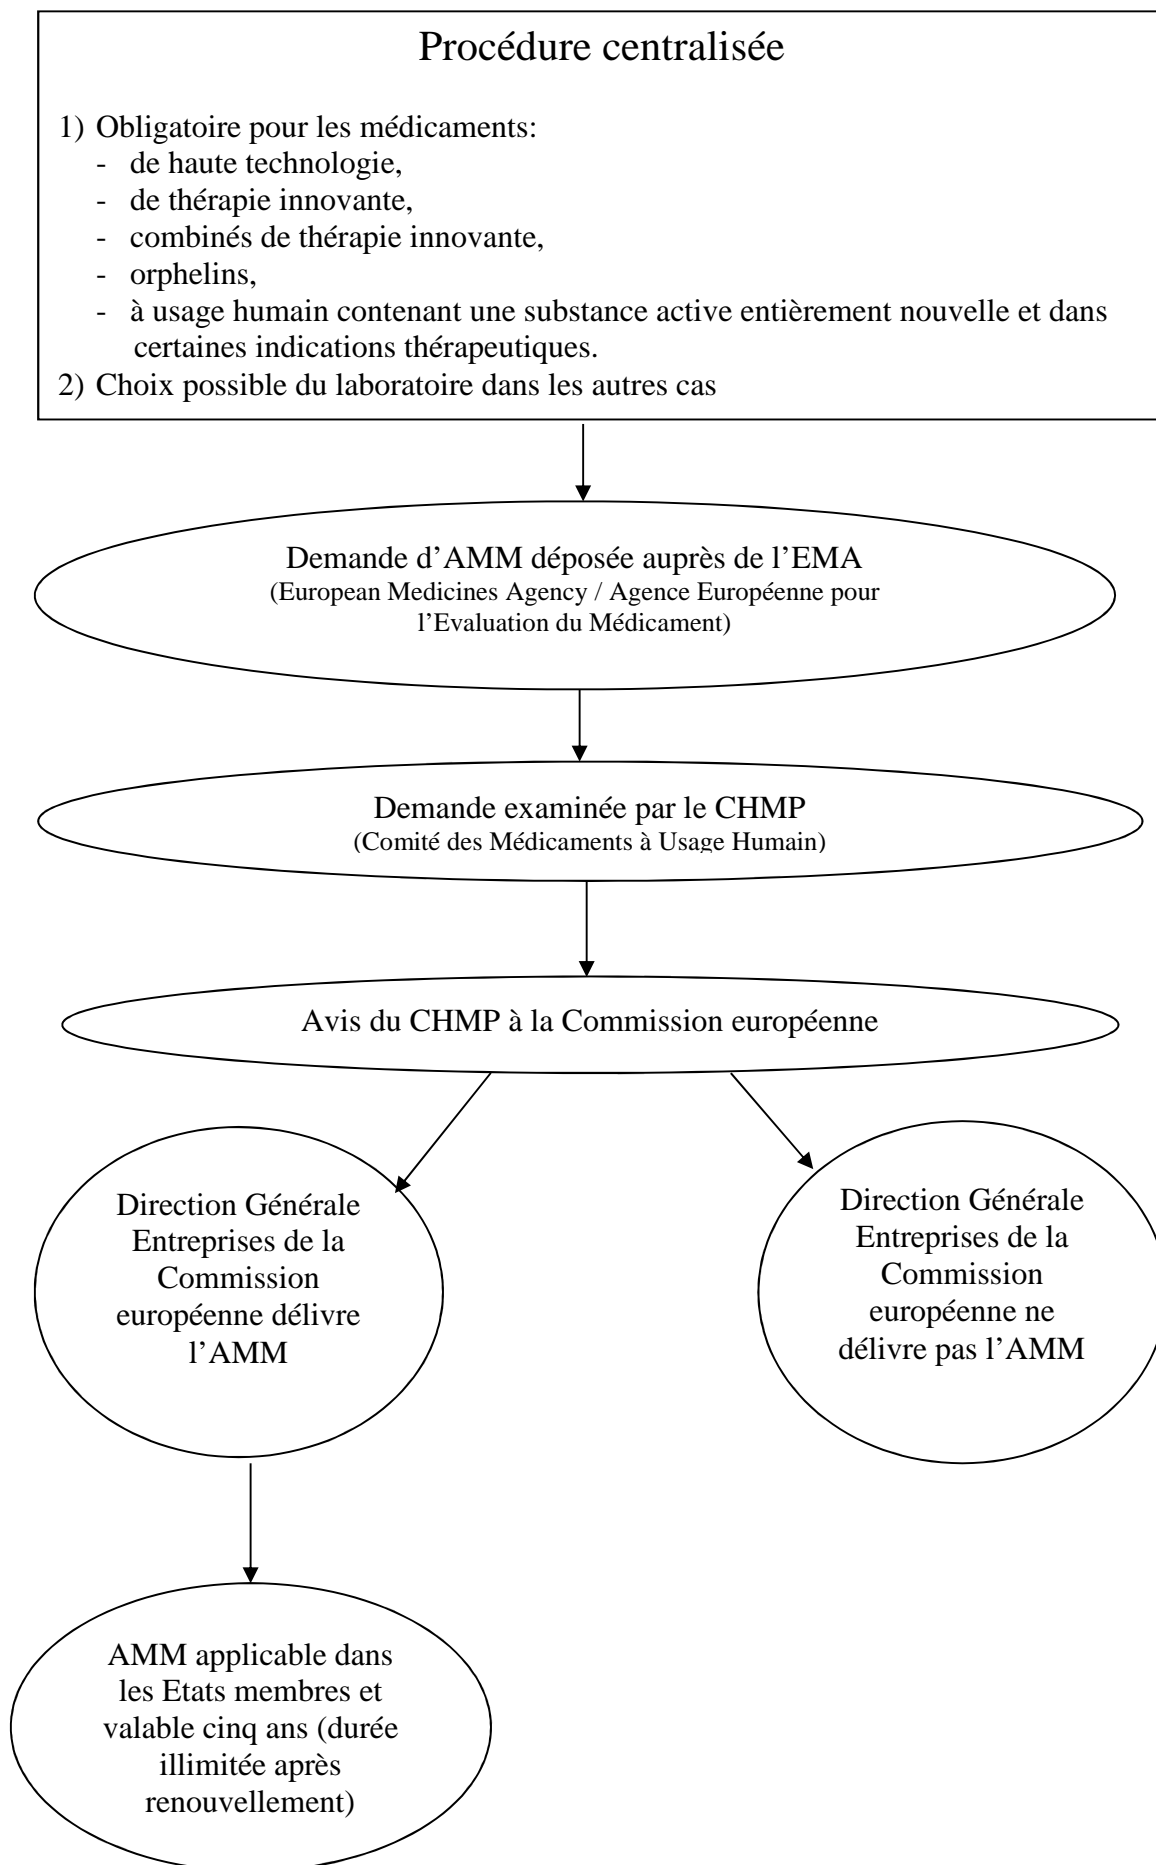 Procédure centralisée
1) Obligatoire pour les médicaments:
- de haute technologie,
- de thérapie innovante,
- combinés de thérapie innovante,
- orphelins,
- à usage humain contenant une substance active entièrement nouvelle et dans
certaines indications thérapeutiques.
2) Choix possible du laboratoire dans les autres cas
Demande d’AMM déposée auprès de l’EMA
(European Medicines Agency / Agence Européenne pour
l’Evaluation du Médicament)
Demande examinée par le CHMP
(Comité des Médicaments à Usage Humain)
Avis du CHMP à la Commission européenne
Direction Générale
Entreprises de la
Commission
européenne délivre
l’AMM
Direction Générale
Entreprises de la
Commission
européenne ne
délivre pas l’AMM
AMM applicable dans
les Etats membres et
valable cinq ans (durée
illimitée après
renouvellement)